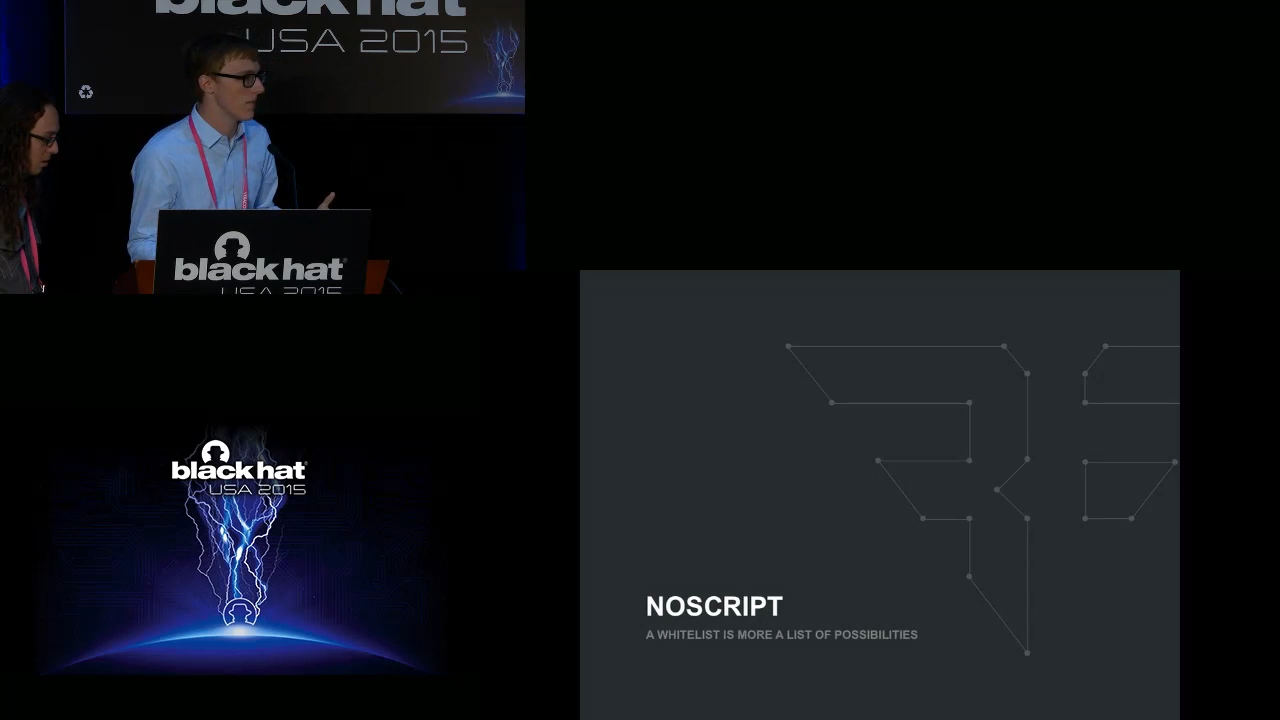 black hat
USA 2015
black hat
USA 2015
black hat
USA 2015
NOSCRIPT
A WHITELIST IS MORE A LIST OF POSSIBILITIES